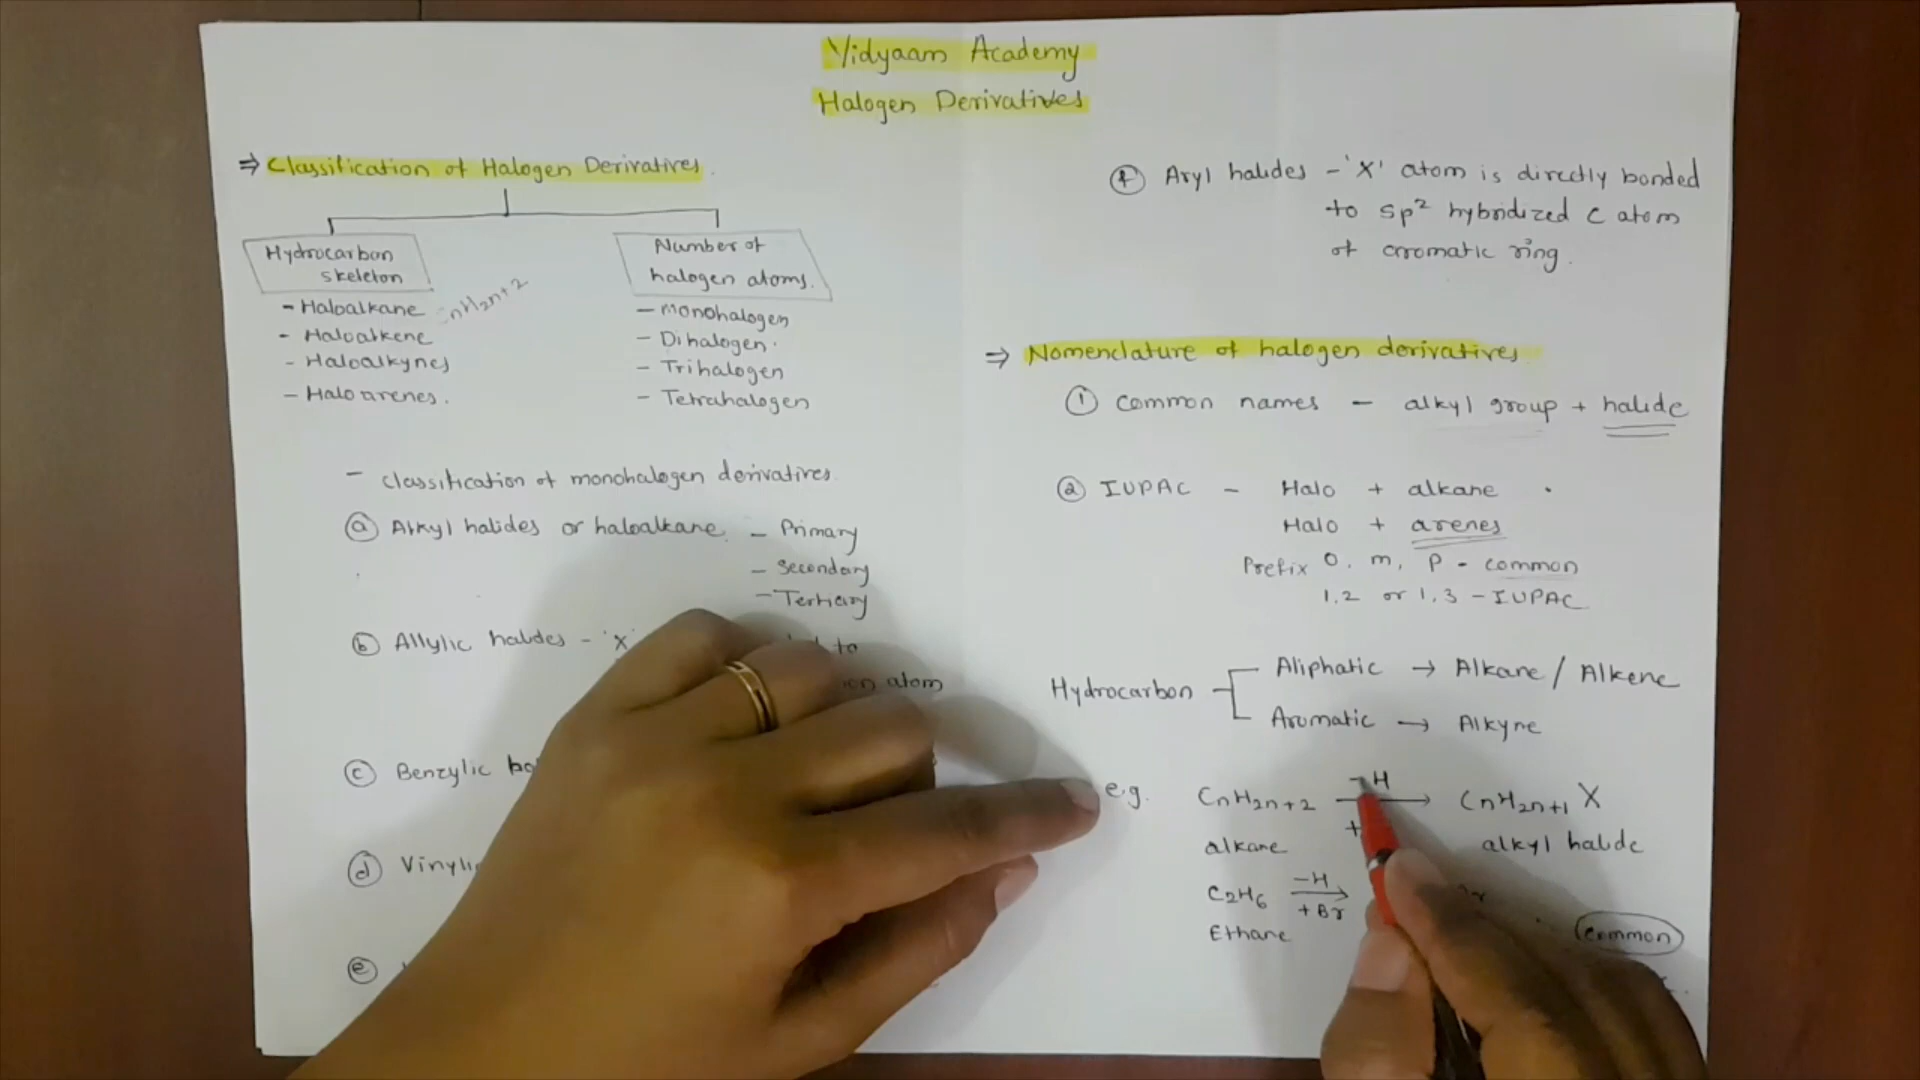 Vidyaam Academy
Halogen Derivatives
⇒ Classification of Halogen Derivatives.
Hydrocarbon
skeleton
- Haloalkane CnH2n+2
- Haloalkene
- Haloalkynes
- Haloarenes.
Number of
halogen atoms.
- Monohalogen
- Dihalogen.
- Trihalogen
- Tetrahalogen
- classification of monohalogen derivatives.
ⓐ Alkyl halides or haloalkane. - Primary
- Secondary
- Tertiary
ⓑ Allylic halides - 'X' to
atom
ⓒ Benzylic
ⓓ
ⓔ
④ Aryl halides - 'X' atom is directly bonded
to sp² hybridized C atom
of aromatic ring.
⇒ Nomenclature of halogen derivatives.
① Common names - alkyl group + halide
② IUPAC - Halo + alkane .
Halo + arenes
Prefix O, m, P - common
1,2 or 1,3 - IUPAC
Hydrocarbon Aliphatic → Alkane / Alkene
Aromatic → Alkyne
e.g. CnH2n+2 -H + → CnH2n+1 X
alkane alkyl halide
C2H6 -H +Br →
Ethane common